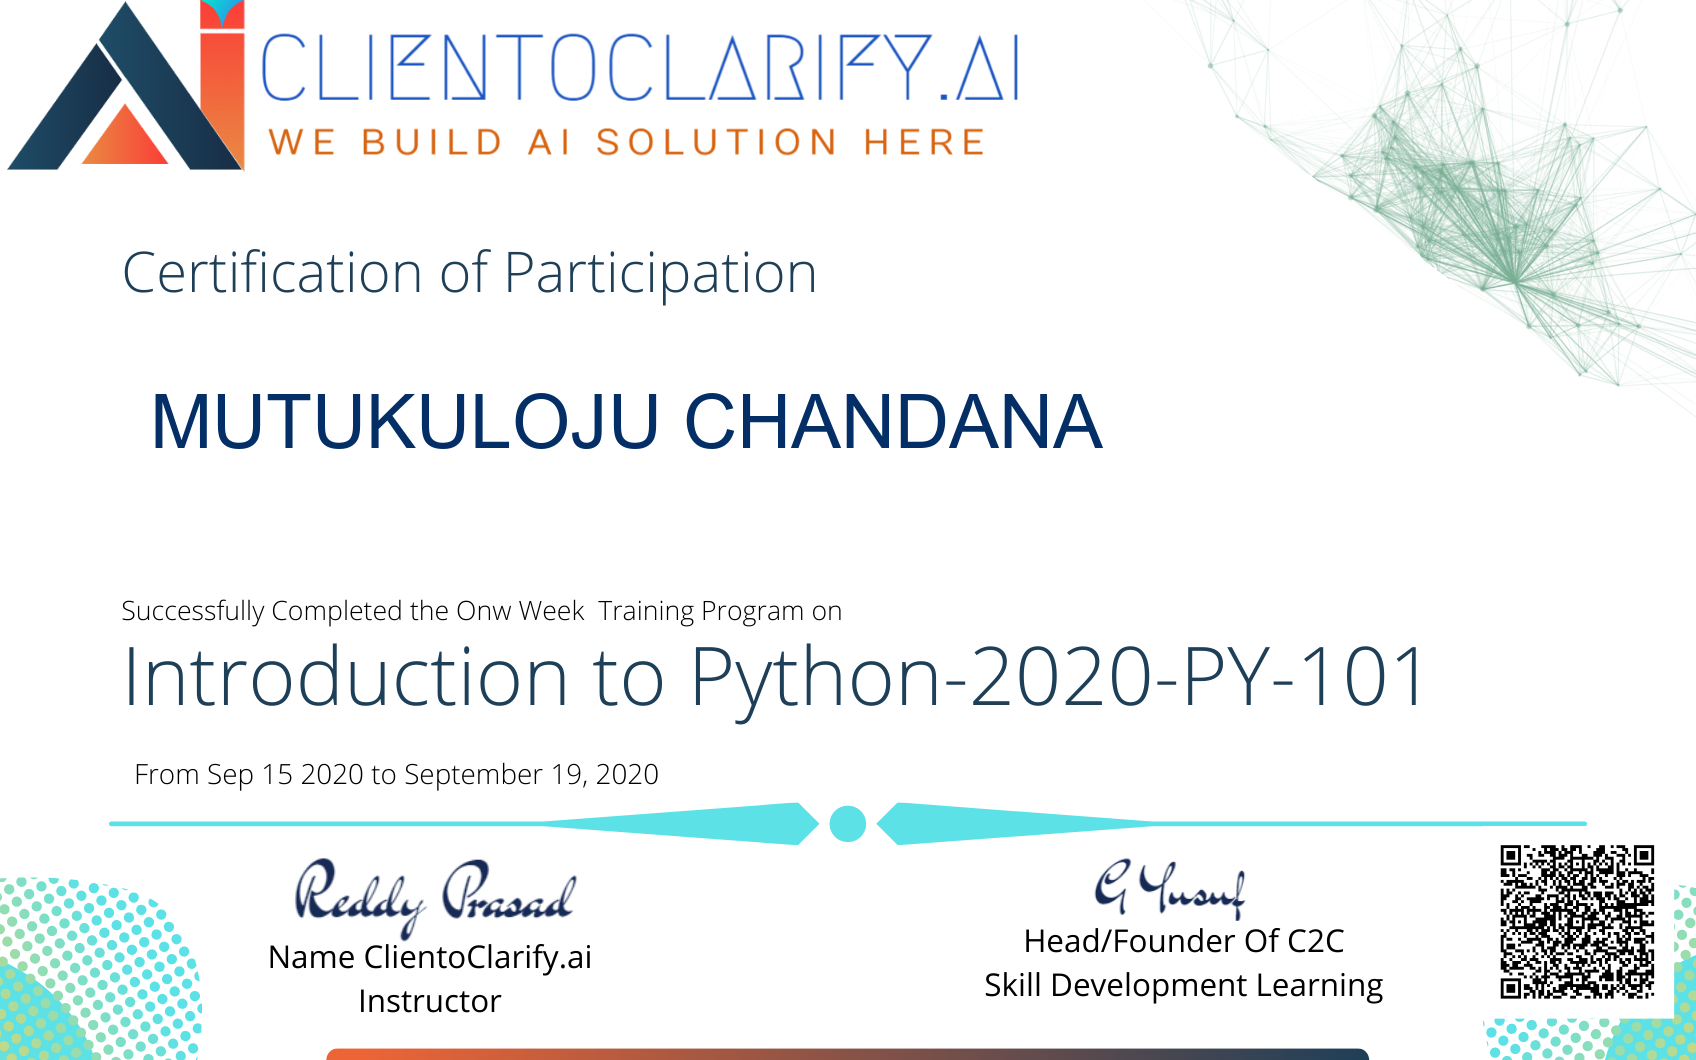 CLIENTOCLARIFY.AI
WE BUILD AI SOLUTION HERE
Certification of Participation
MUTUKULOJU CHANDANA
Successfully Completed the Onw Week  Training Program on
Introduction to Python-2020-PY-101
From Sep 15 2020 to September 19, 2020
Reddy Prasad
Name ClientoClarify.ai
Instructor
G Yusuf
Head/Founder Of C2C
Skill Development Learning